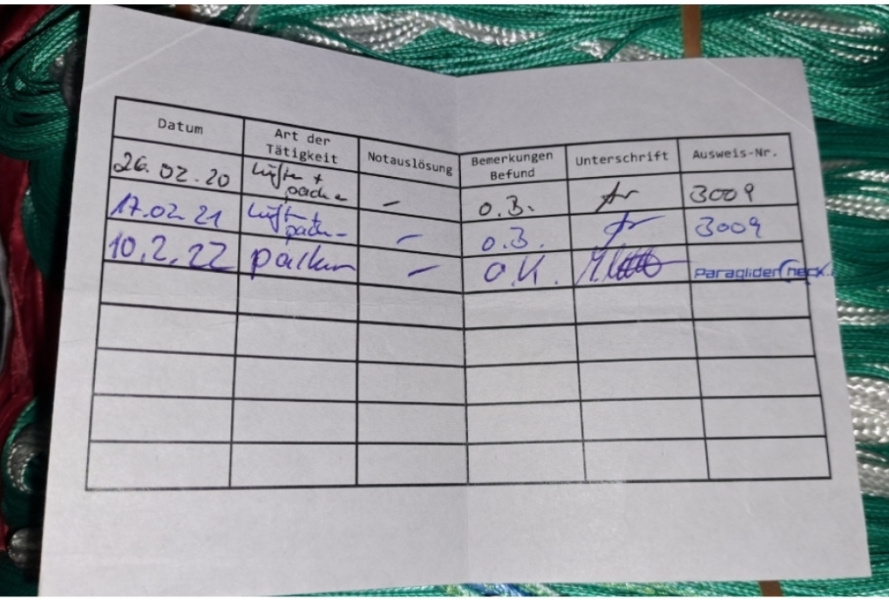 Datum Art der Tätigkeit Notauslösung Bemerkungen Befund Unterschrift Ausweis-Nr.
26.02.20 lüften + packen – o.B. 3009
17.02.21 lüften + packen – o.B. 3009
10.2.22 packen – O.K. ParagliderCheck.